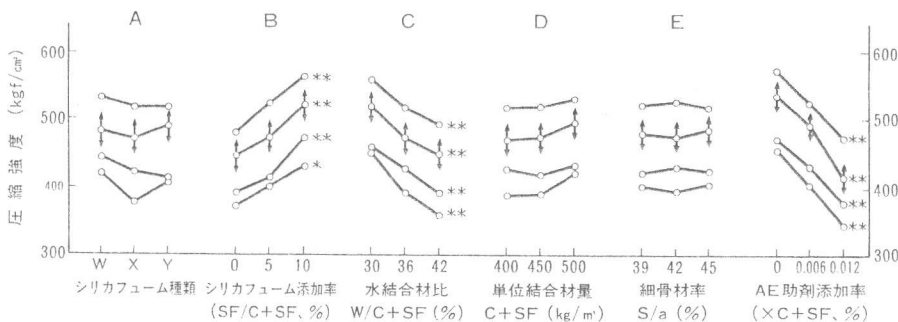 A B C D E
圧縮強度 (kgf/cm²)
600 600
500 500
400 400
300 300
** ** ** *
** ** ** **
** ** ** **
W X Y 0 5 10 30 36 42 400 450 500 39 42 45 0 0.006 0.012
シリカフューム種類 シリカフューム添加率 水結合材比 単位結合材量 細骨材率 AE助剤添加率
(SF/C+SF、%) W/C+SF (%) C+SF (kg/m³) S/a (%) (×C+SF、%)